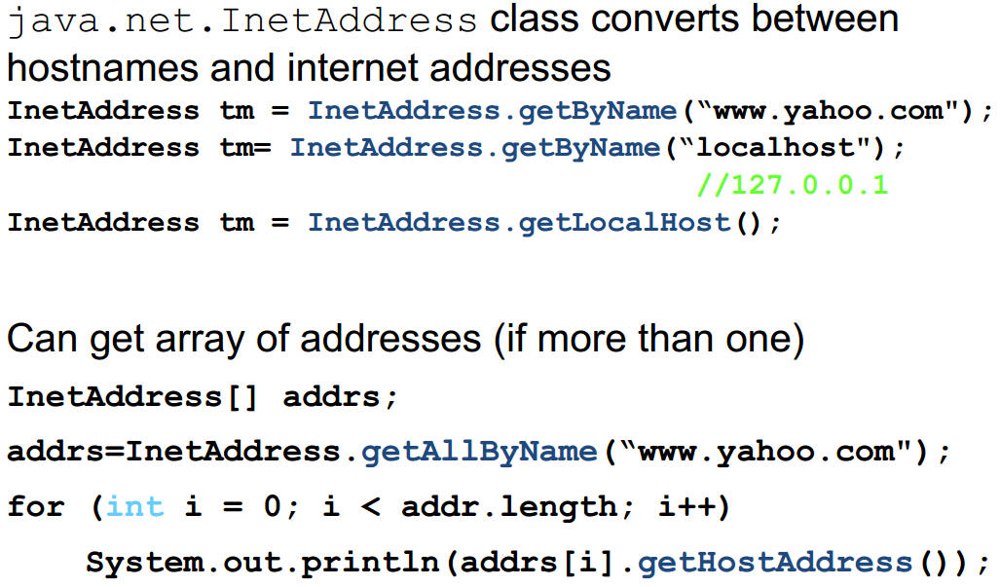 java.net.InetAddress class converts between
hostnames and internet addresses
InetAddress tm = InetAddress.getByName(“www.yahoo.com");
InetAddress tm= InetAddress.getByName(“localhost");
//127.0.0.1
InetAddress tm = InetAddress.getLocalHost();
Can get array of addresses (if more than one)
InetAddress[] addrs;
addrs=InetAddress.getAllByName(“www.yahoo.com");
for (int i = 0; i < addr.length; i++)
System.out.println(addrs[i].getHostAddress());